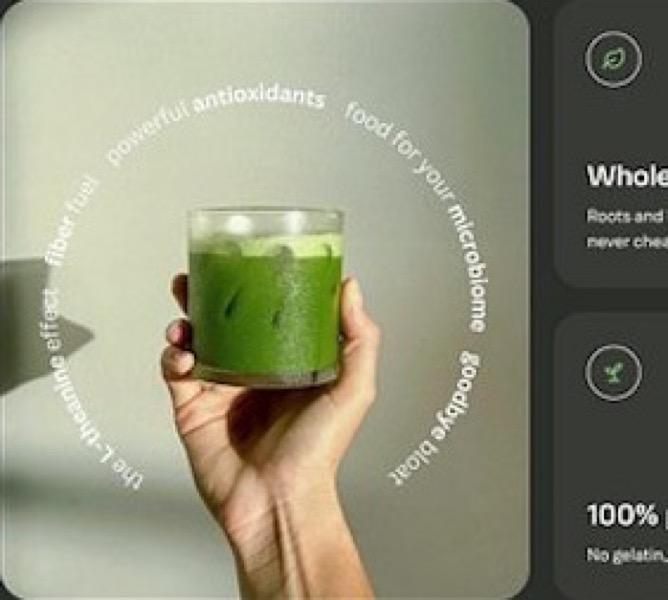 the L-theanine effect
fiber fuel
powerful antioxidants
food for your microbiome
goodbye bloat
Whole
Roots and
never chea
100%
No gelatin,